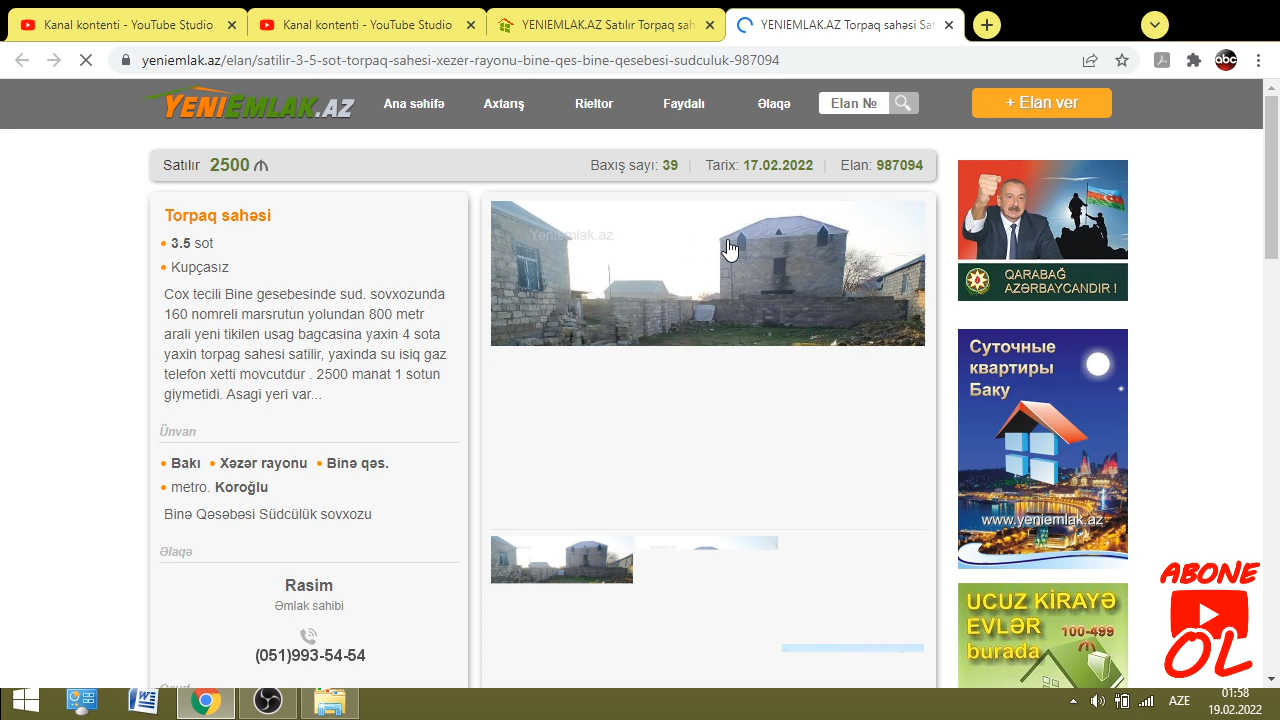 Kanal kontenti - YouTube Studio
Kanal kontenti - YouTube Studio
YENIEMLAK.AZ Satılır Torpaq sah
YENIEMLAK.AZ Torpaq sahəsi Sat
yeniemlak.az/elan/satilir-3-5-sot-torpaq-sahesi-xezer-rayonu-bine-qes-bine-qesebesi-sudculuk-987094
abc
YENIEMLAK.AZ
Ana səhifə
Axtarış
Rieltor
Faydalı
Əlaqə
Elan №
+ Elan ver
Satılır 2500 ₼
Baxış sayı: 39 | Tarix: 17.02.2022 | Elan: 987094
Torpaq sahəsi
3.5 sot
Kupçasız
Cox tecili Bine gesebesinde sud. sovxozunda
160 nomreli marsrutun yolundan 800 metr
arali yeni tikilen usag bagcasina yaxin 4 sota
yaxin torpag sahesi satilir, yaxinda su isiq gaz
telefon xetti movcutdur . 2500 manat 1 sotun
giymetidi. Asagi yeri var...
Ünvan
Bakı Xəzər rayonu Binə qəs.
metro. Koroğlu
Binə Qəsəbəsi Südcülük sovxozu
Əlaqə
Rasim
Əmlak sahibi
(051)993-54-54
Qeyd
Yeniemlak.az
QARABAĞ
AZƏRBAYCANDIR !
Суточные
квартиры
Баку
www.yeniemlak.az
UCUZ KİRAYƏ
EVLƏR 100-499
burada ₼
ABONE
OL
AZE
01:58
19.02.2022